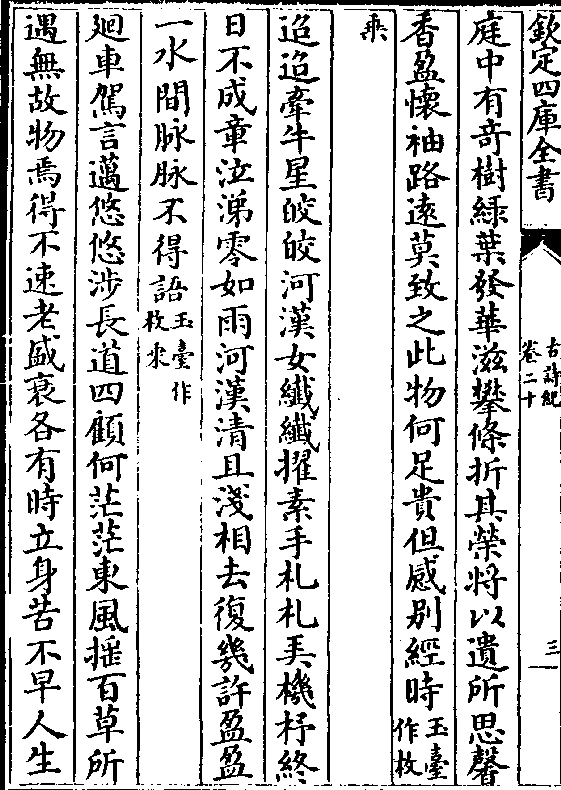 欽定四庫全書
古詩紀
卷二十
三
庭中有奇樹綠葉發華滋攀條折其榮將以遺所思馨
香盈懷袖路遠莫致之此物何足貴但感别經時玉臺作枚
乘
迢迢牽牛星皎皎河漢女纖纖擢素手札札弄機杼終
日不成章泣涕零如雨河漢清且淺相去復幾許盈盈
一水間脉脉不得語玉臺作枚乘
廻車駕言邁悠悠涉長道四顧何茫茫東風揺百草所
遇無故物焉得不速老盛衰各有時立身苦不早人生